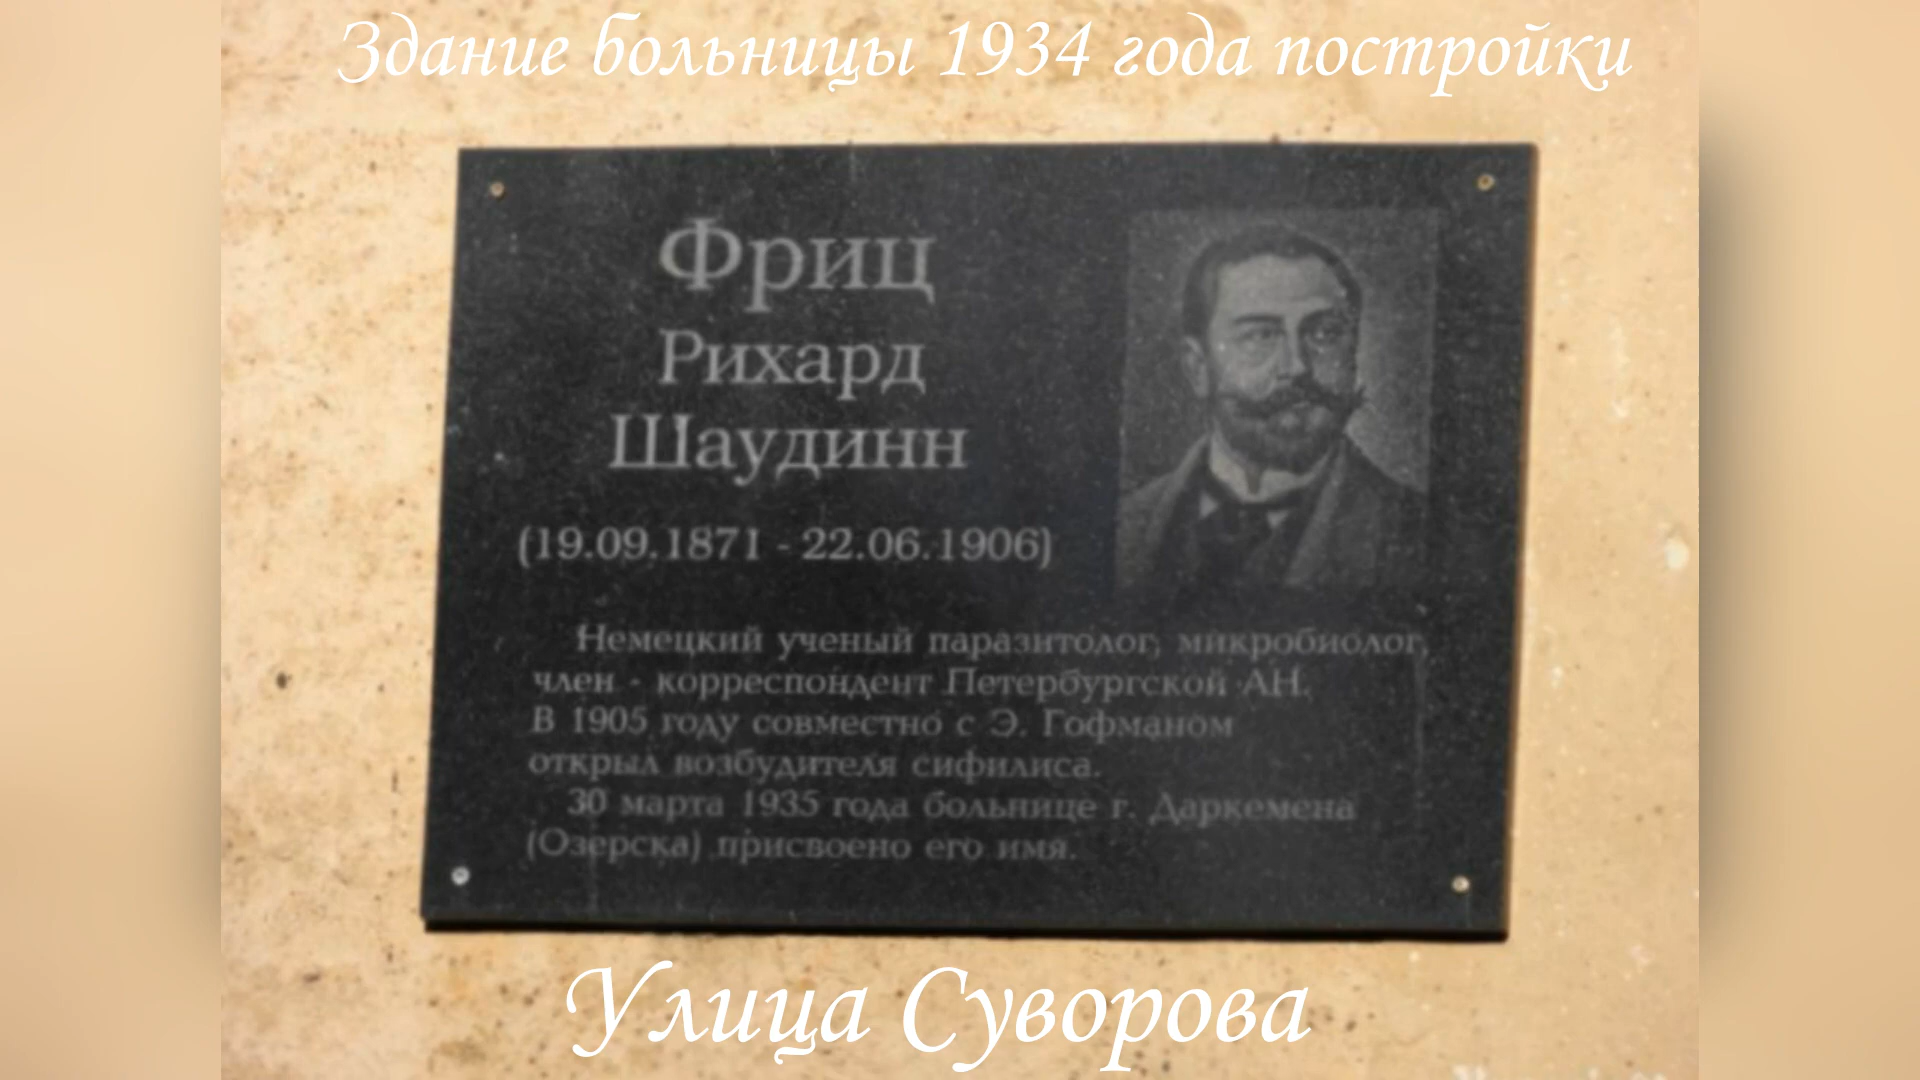 Здание больницы 1934 года постройки
Фриц
Рихард
Шаудинн
(19.09.1871 - 22.06.1906)
Немецкий ученый паразитолог, микробиолог,
член - корреспондент Петербургской АН.
В 1905 году совместно с Э. Гофманом
открыл возбудителя сифилиса.
30 марта 1935 года больнице г. Даркемена
(Озерска) присвоено его имя.
Улица Суворова